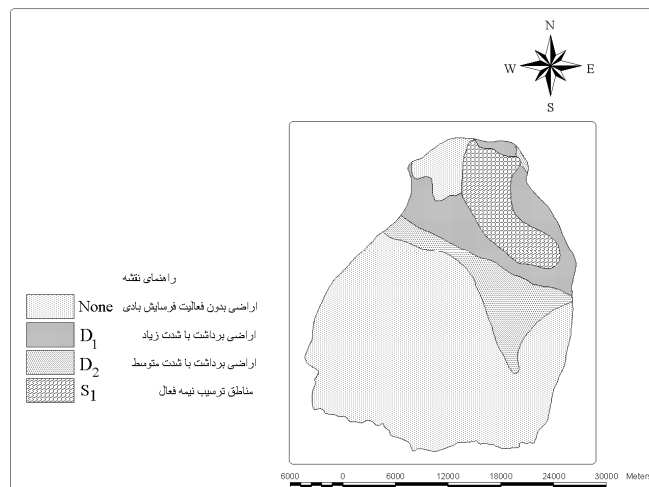 N
W E
S
راهنمای نقشه
None اراضی بدون فعالیت فرسایش بادی
D1 اراضی برداشت با شدت زیاد
D2 اراضی برداشت با شدت متوسط
S1 مناطق ترسیب نیمه فعال
6000 0 6000 12000 18000 24000 30000 Meters